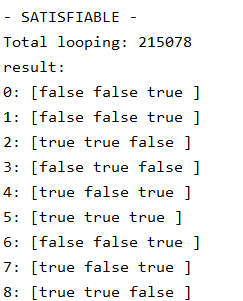 - SATISFIABLE -
Total looping: 215078
result:
0: [false false true ]
1: [false false true ]
2: [true true false ]
3: [false true false ]
4: [true false true ]
5: [true true true ]
6: [false false true ]
7: [true false true ]
8: [true true false ]